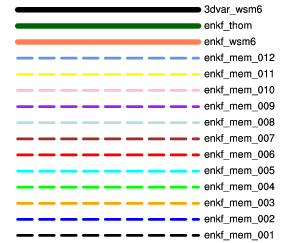 3dvar_wsm6
enkf_thom
enkf_wsm6
enkf_mem_012
enkf_mem_011
enkf_mem_010
enkf_mem_009
enkf_mem_008
enkf_mem_007
enkf_mem_006
enkf_mem_005
enkf_mem_004
enkf_mem_003
enkf_mem_002
enkf_mem_001